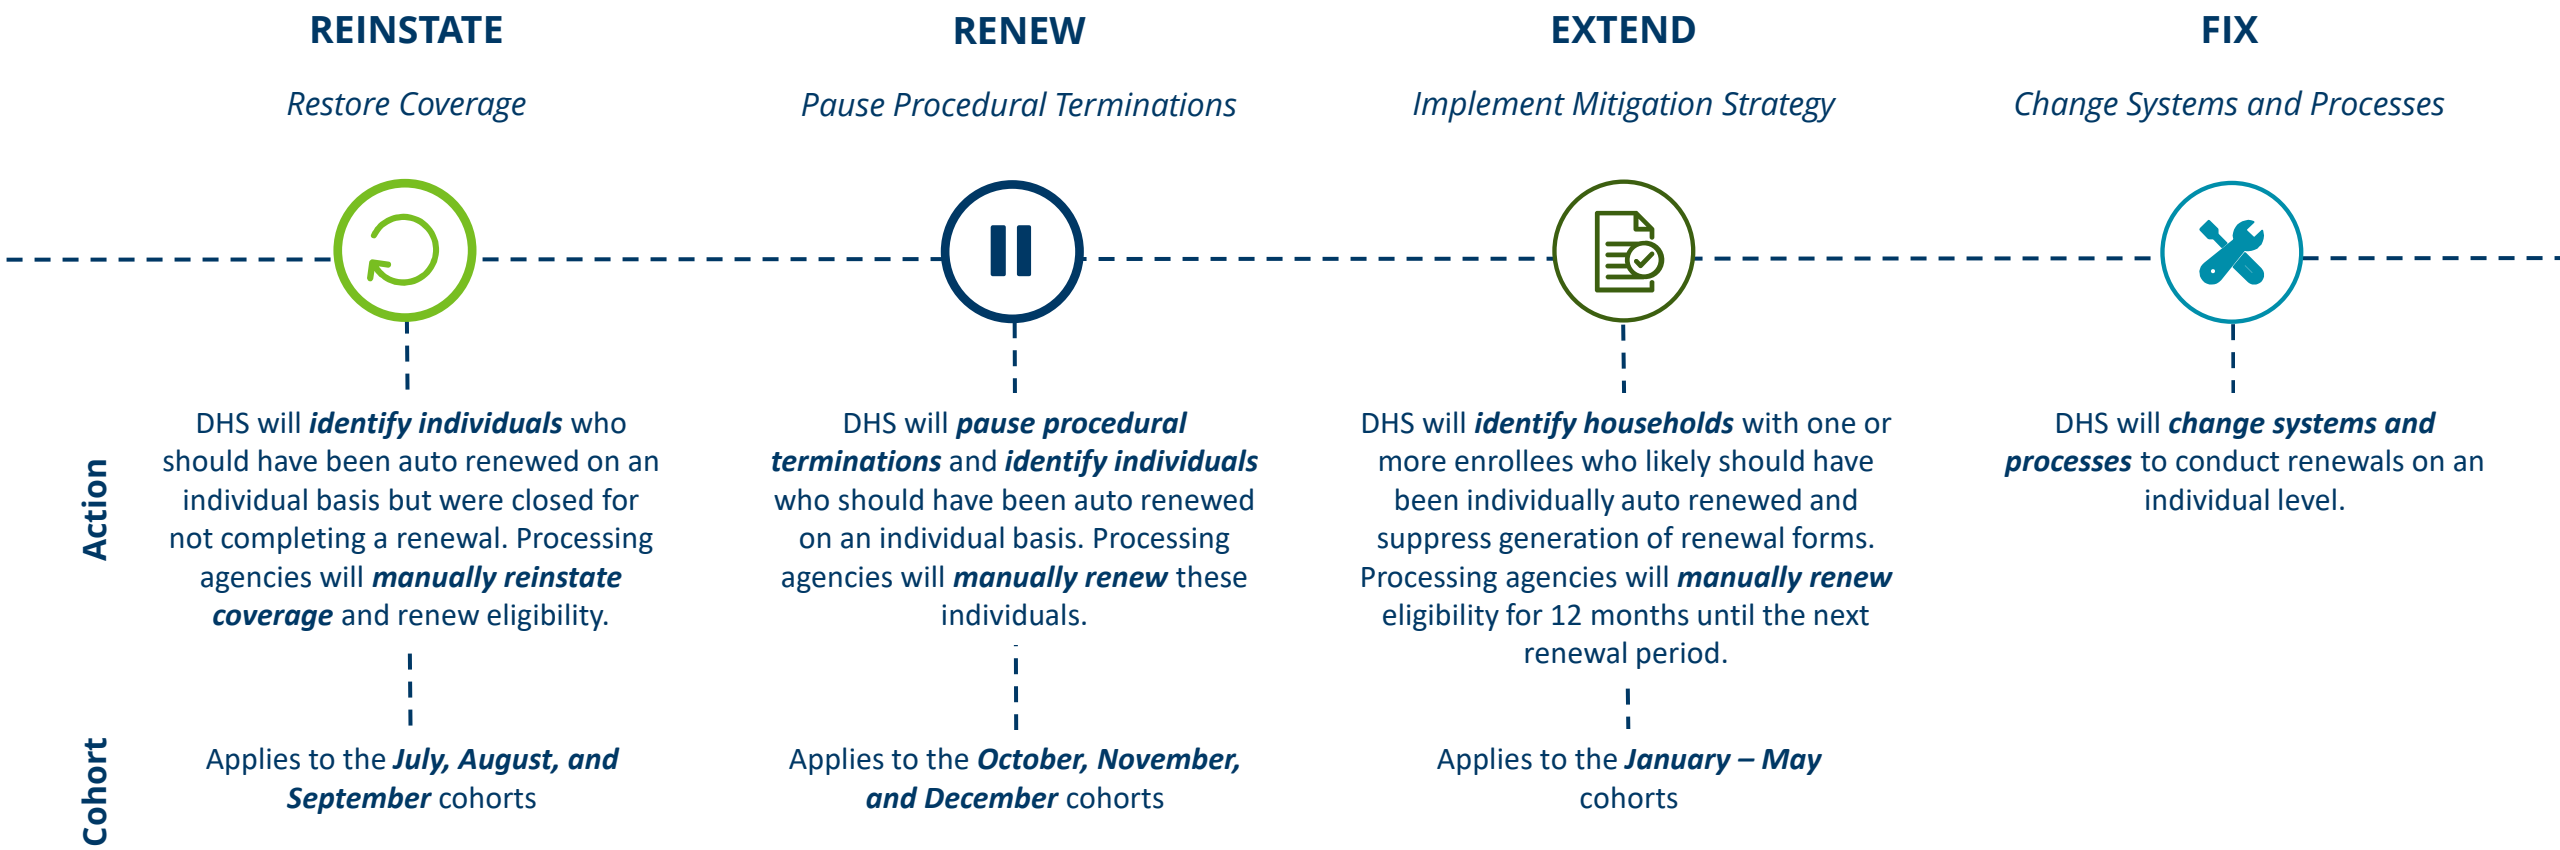 REINSTATE
Restore Coverage
RENEW
Pause Procedural Terminations
EXTEND
Implement Mitigation Strategy
FIX
Change Systems and Processes
Action
DHS will identify individuals who
should have been auto renewed on an
individual basis but were closed for
not completing a renewal. Processing
agencies will manually reinstate
coverage and renew eligibility.
DHS will pause procedural
terminations and identify individuals
who should have been auto renewed
on an individual basis. Processing
agencies will manually renew these
individuals.
DHS will identify households with one or
more enrollees who likely should have
been individually auto renewed and
suppress generation of renewal forms.
Processing agencies will manually renew
eligibility for 12 months until the next
renewal period.
DHS will change systems and
processes to conduct renewals on an
individual level.
Cohort
Applies to the July, August, and
September cohorts
Applies to the October, November,
and December cohorts
Applies to the January – May
cohorts